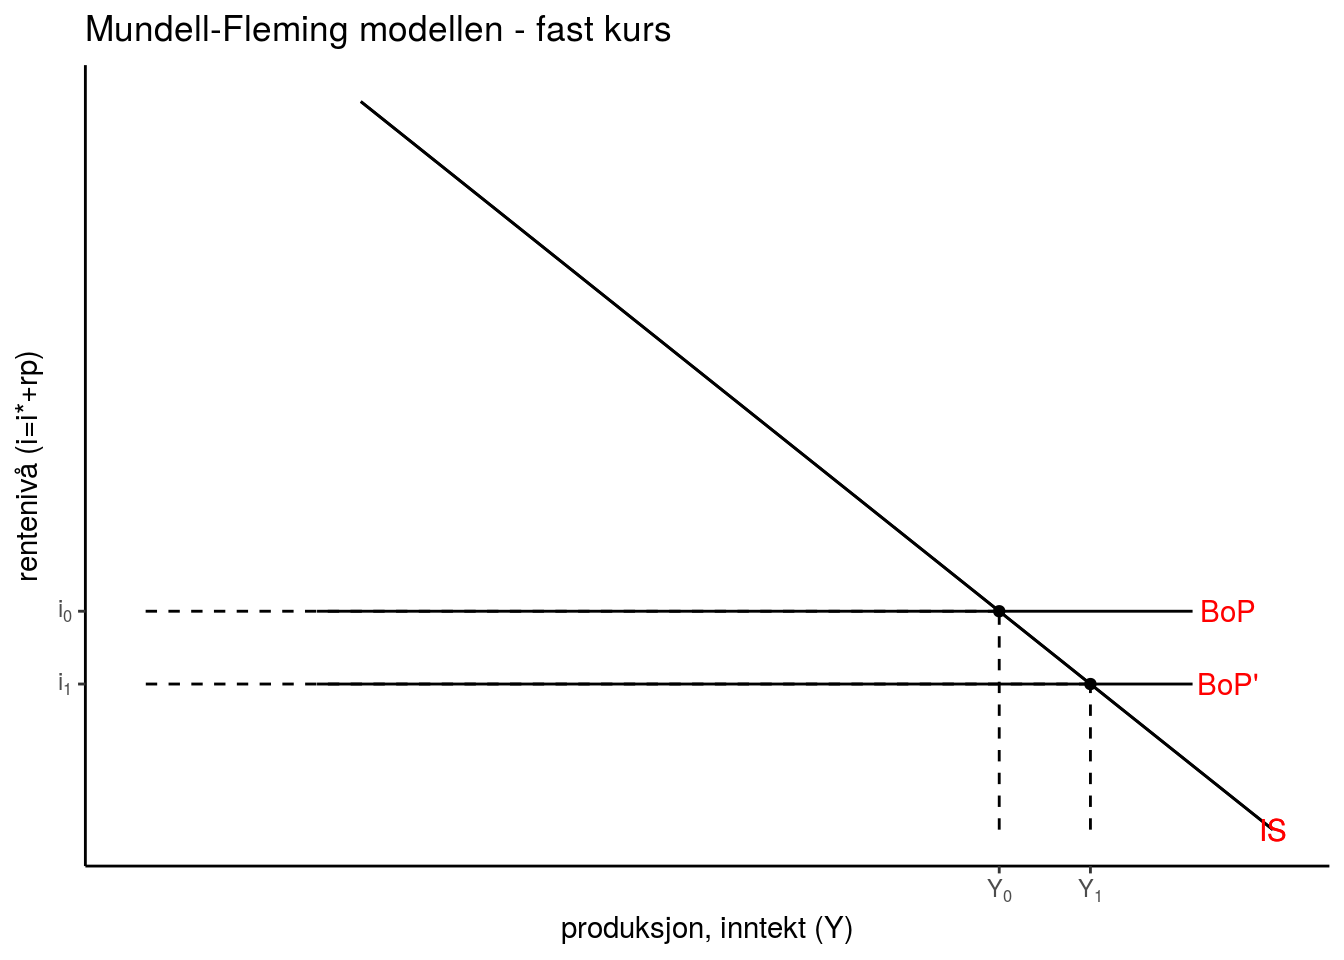 Mundell-Fleming modellen - fast kurs
rentenivå (i=i*+rp)
i₀
BoP
i₁
BoP'
IS
Y₀
Y₁
produksjon, inntekt (Y)